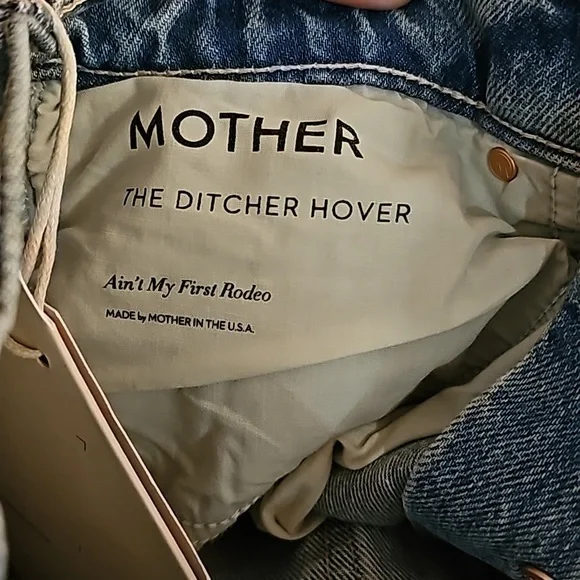 MOTHER
THE DITCHER HOVER
Ain't My First Rodeo
MADE by MOTHER IN THE U.S.A.